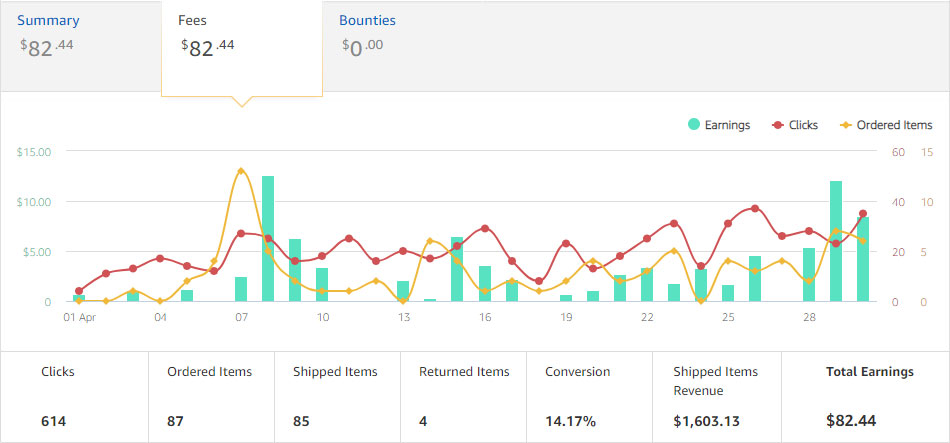 Summary Fees Bounties
$82.44 $82.44 $0.00
Earnings Clicks Ordered Items
$15.00 60 15
$10.00 40 10
$5.00 20 5
0 0 0
01 Apr 04 07 10 13 16 19 22 25 28
Clicks Ordered Items Shipped Items Returned Items Conversion Shipped Items Total Earnings
Revenue
614 87 85 4 14.17% $1,603.13 $82.44